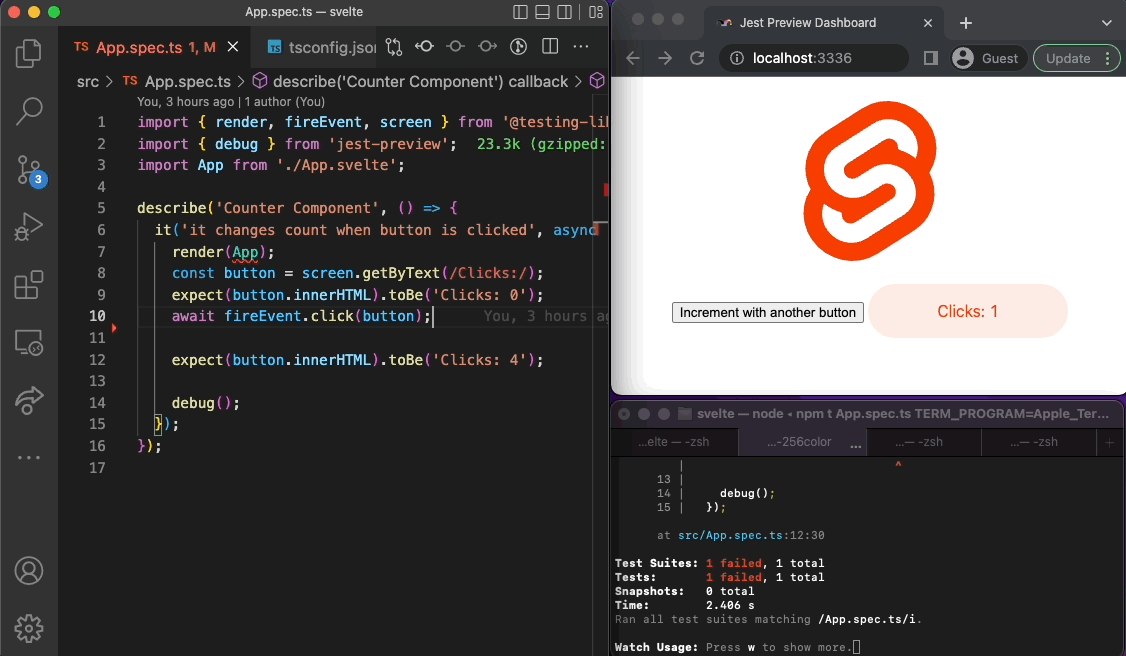 App.spec.ts — svelte
TS App.spec.ts 1, M
TS tsconfig.json
src > TS App.spec.ts > describe('Counter Component') callback >
You, 3 hours ago | 1 author (You)
1 import { render, fireEvent, screen } from '@testing-lib
2 import { debug } from 'jest-preview'; 23.3k (gzipped:
3 import App from './App.svelte';
4
5 describe('Counter Component', () => {
6 it('it changes count when button is clicked', async
7 render(App);
8 const button = screen.getByText(/Clicks:/);
9 expect(button.innerHTML).toBe('Clicks: 0');
10 await fireEvent.click(button); You, 3 hours ag
11
12 expect(button.innerHTML).toBe('Clicks: 4');
13
14 debug();
15 });
16 });
17
3
Jest Preview Dashboard
localhost:3336
Guest
Update
Increment with another button
Clicks: 1
svelte — node ◂ npm t App.spec.ts TERM_PROGRAM=Apple_Ter...
...elte — -zsh
...-256color
...
...— -zsh
...— -zsh
| ^
13 |
14 | debug();
15 | });
at src/App.spec.ts:12:30
Test Suites: 1 failed, 1 total
Tests: 1 failed, 1 total
Snapshots: 0 total
Time: 2.406 s
Ran all test suites matching /App.spec.ts/i.
Watch Usage: Press w to show more.